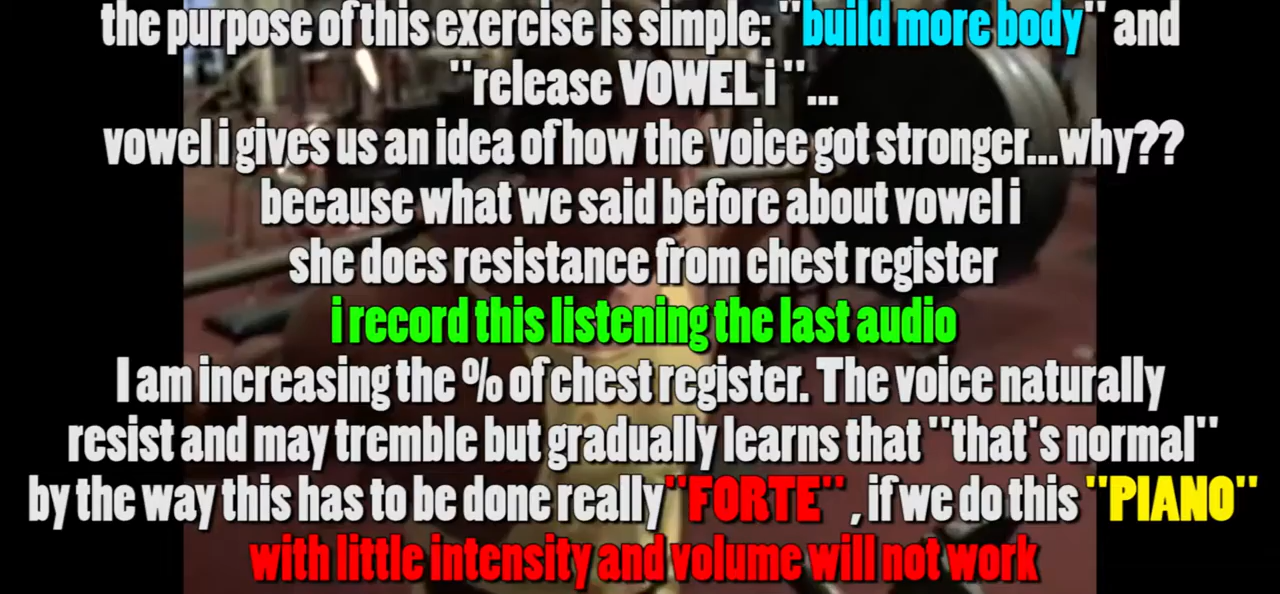 the purpose of this exercise is simple: "build more body" and
"release VOWEL i "...
vowel i gives us an idea of how the voice got stronger...why??
because what we said before about vowel i
she does resistance from chest register
i record this listening the last audio
I am increasing the % of chest register. The voice naturally
resist and may tremble but gradually learns that "that's normal"
by the way this has to be done really"FORTE" , if we do this "PIANO"
with little intensity and volume will not work